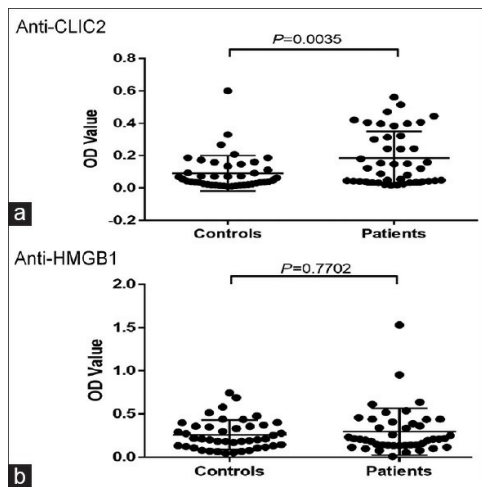 Anti-CLIC2
P=0.0035
0.8
0.6
0.4
0.2
0.0
-0.2
OD Value
Controls Patients
a
Anti-HMGB1
P=0.7702
2.0
1.5
1.0
0.5
0.0
OD Value
Controls Patients
b